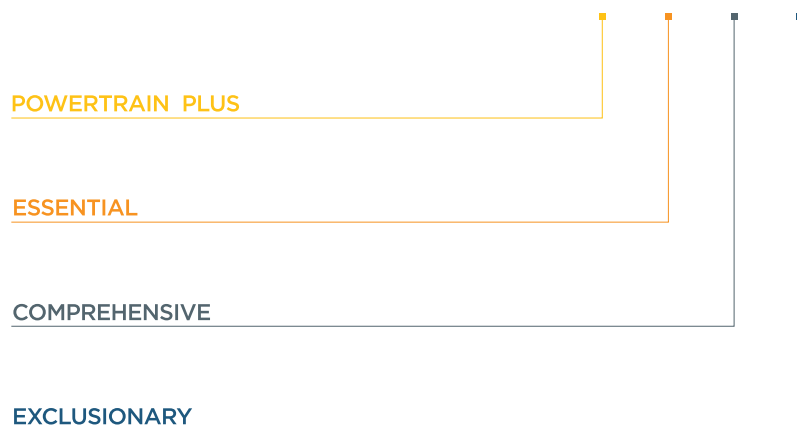 POWERTRAIN PLUS
ESSENTIAL
COMPREHENSIVE
EXCLUSIONARY